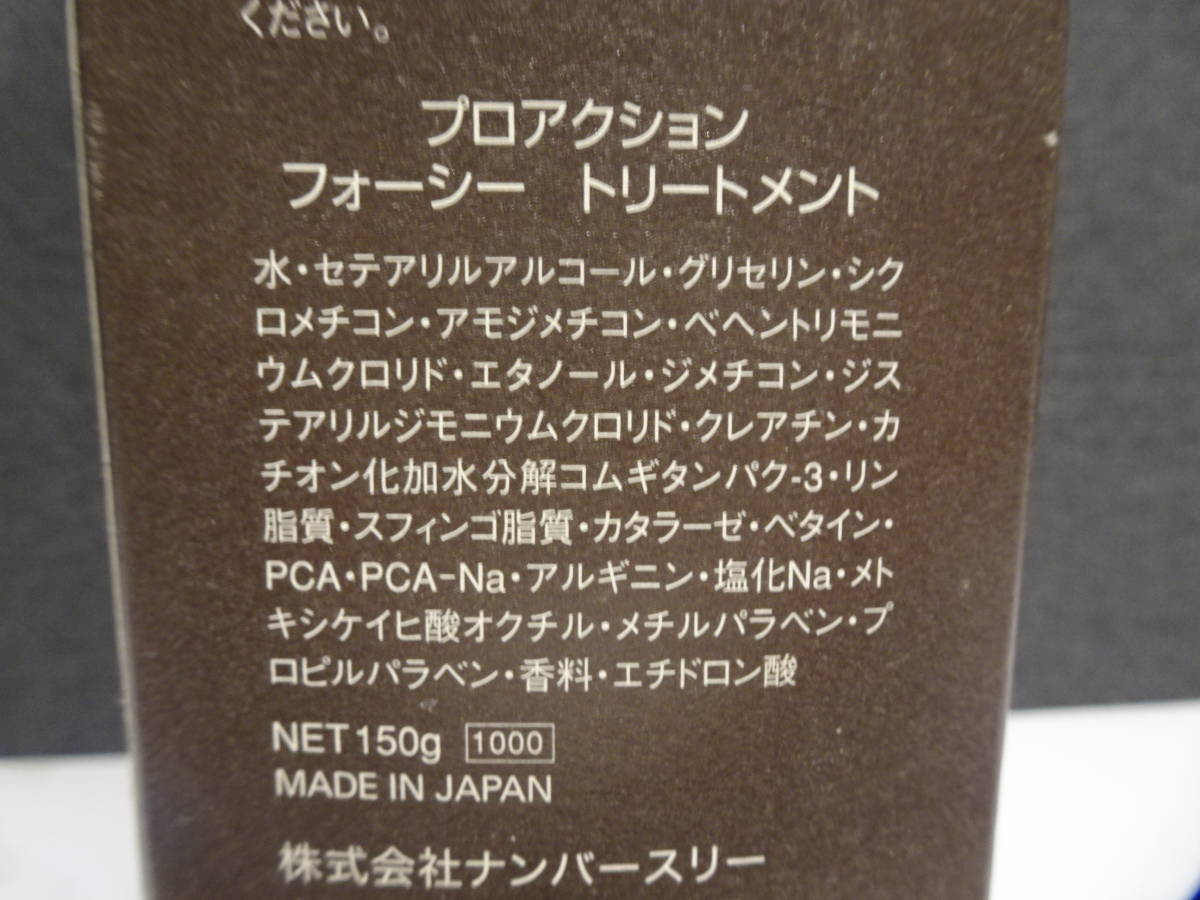 ください。
プロアクション
フォーシー　トリートメント
水・セテアリルアルコール・グリセリン・シク
ロメチコン・アモジメチコン・ベヘントリモニ
ウムクロリド・エタノール・ジメチコン・ジス
テアリルジモニウムクロリド・クレアチン・カ
チオン化加水分解コムギタンパク-3・リン
脂質・スフィンゴ脂質・カタラーゼ・ベタイン・
PCA・PCA-Na・アルギニン・塩化Na・メト
キシケイヒ酸オクチル・メチルパラベン・プ
ロピルパラベン・香料・エチドロン酸
NET 150g 1000
MADE IN JAPAN
株式会社ナンバースリー